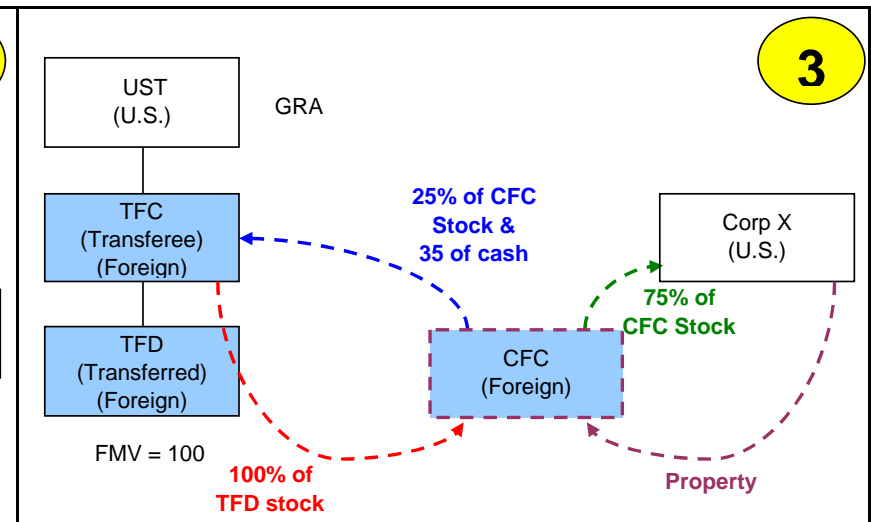 3
UST
(U.S.)
GRA
25% of CFC
Stock &
35 of cash
TFC
(Transferee)
(Foreign)
Corp X
(U.S.)
75% of
CFC Stock
TFD
(Transferred)
(Foreign)
CFC
(Foreign)
FMV = 100
100% of
TFD stock
Property